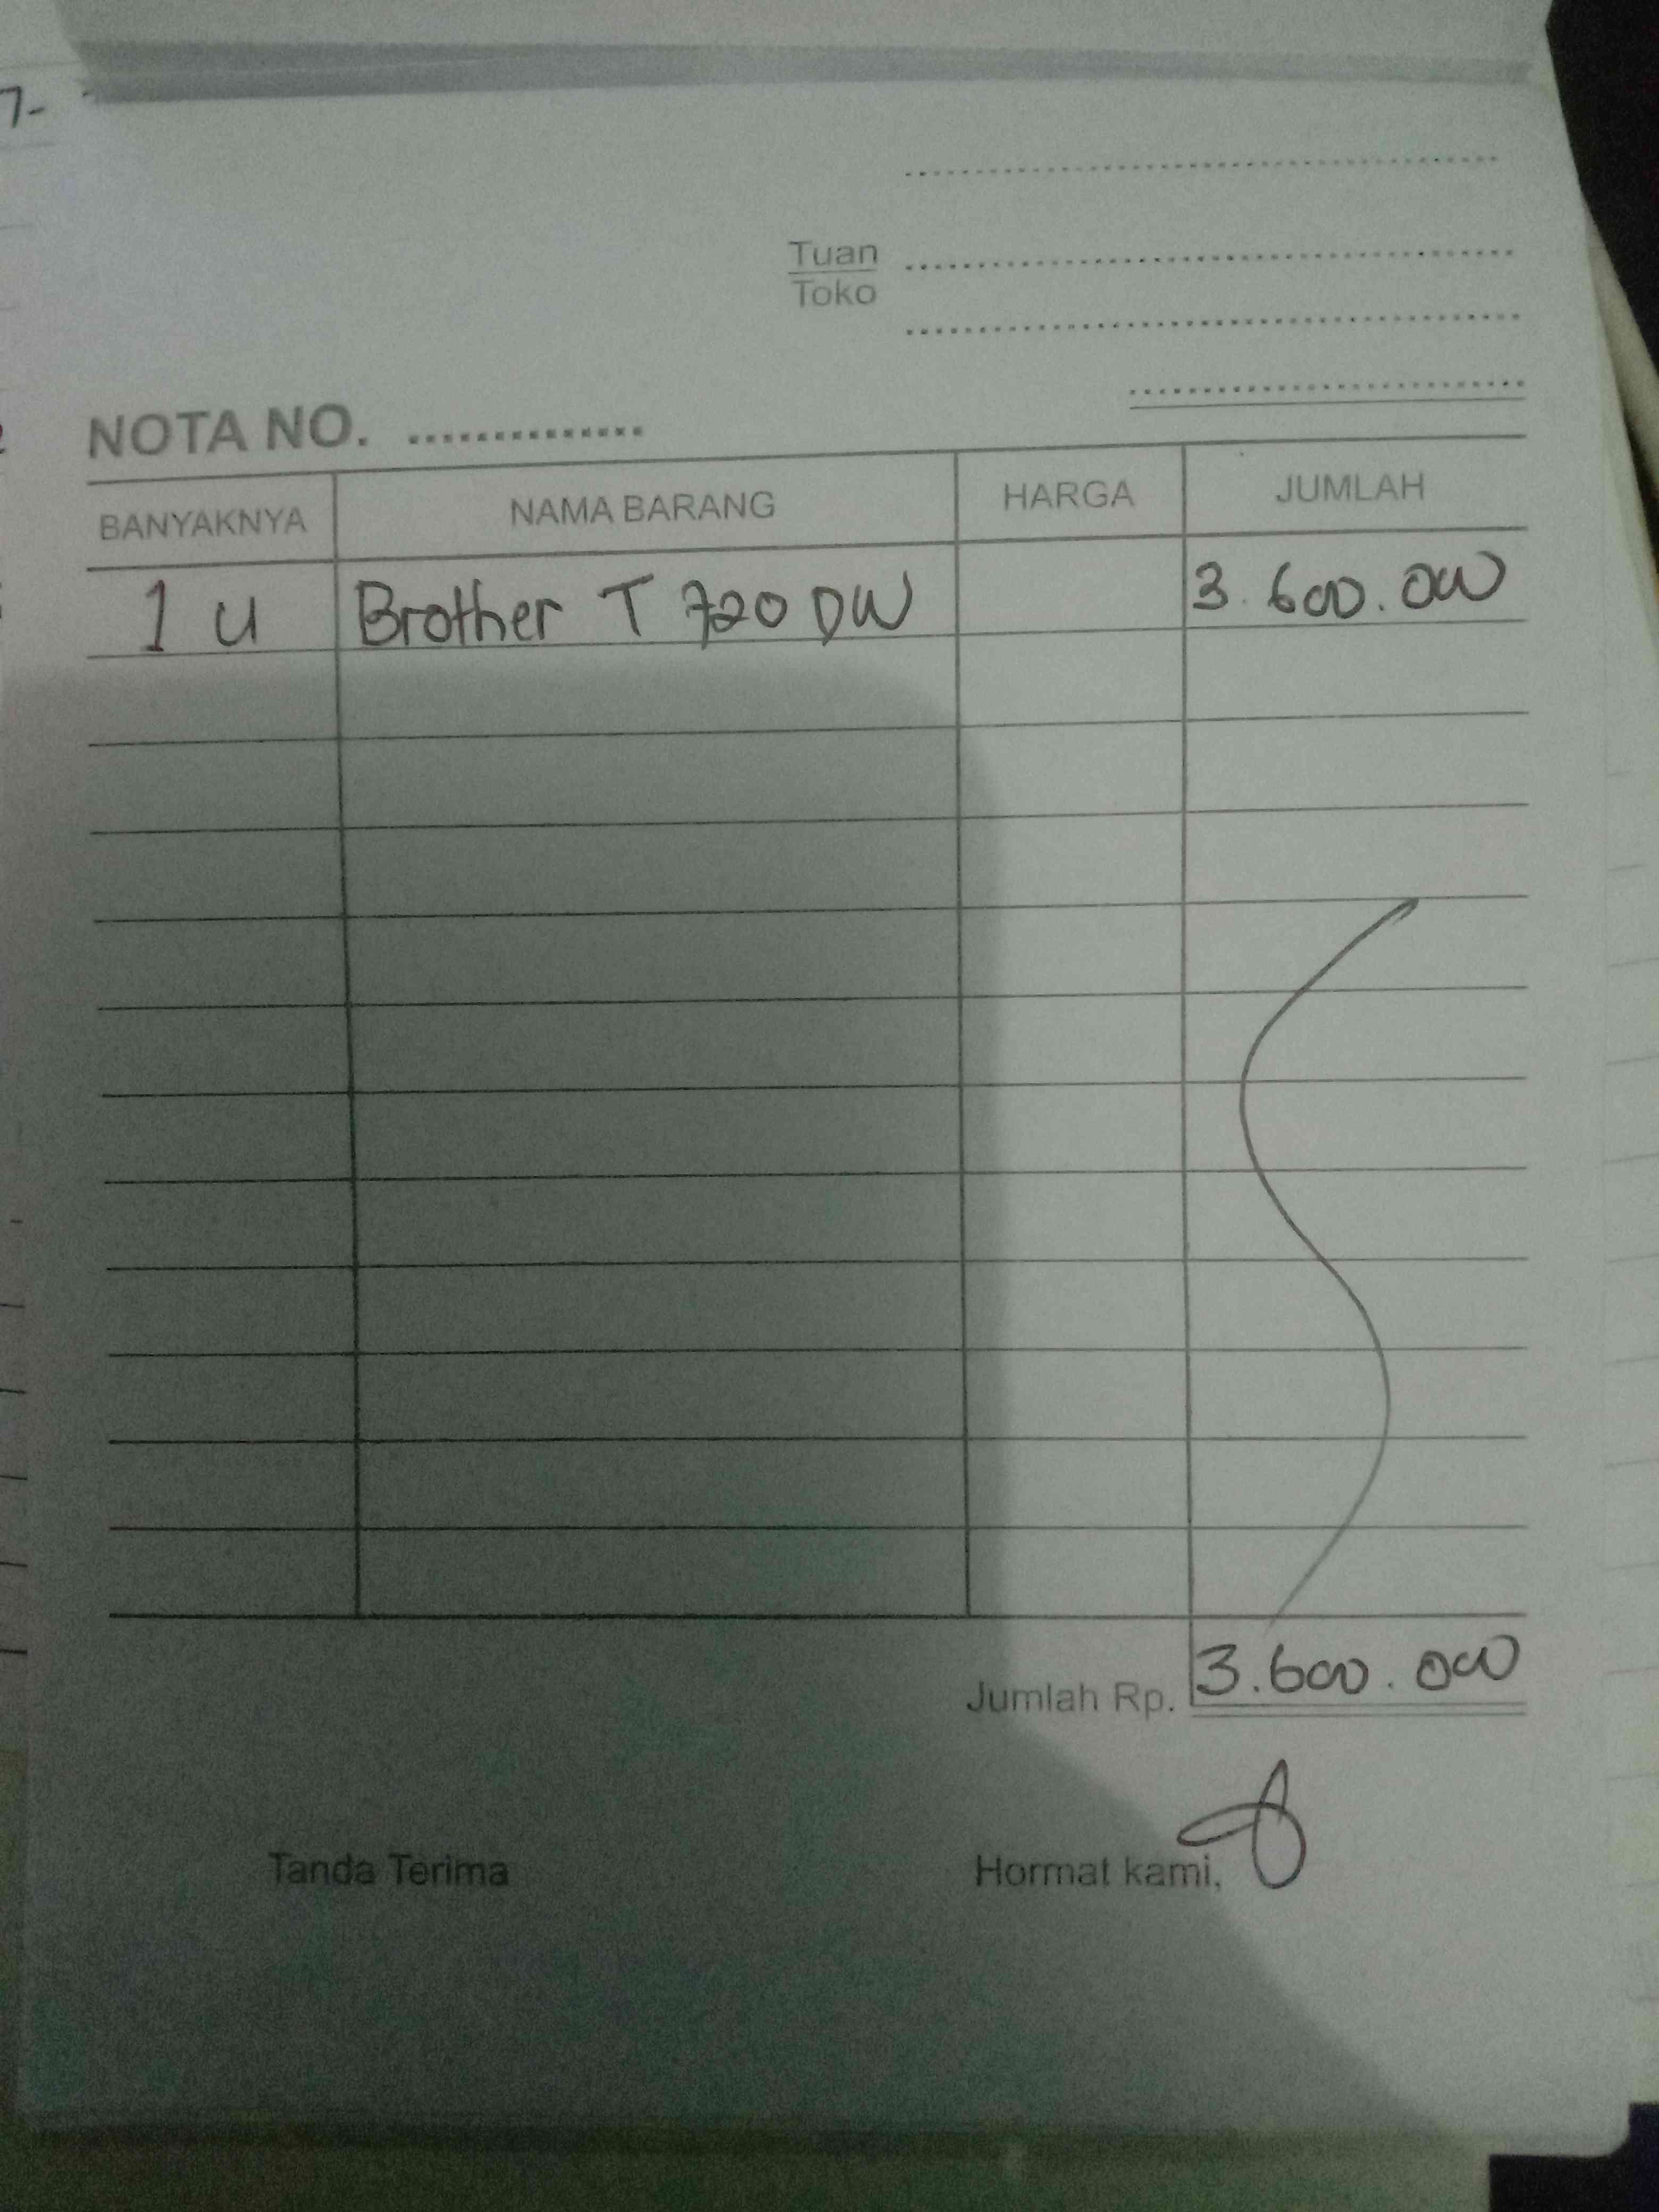 7-
Tuan
Toko
NOTA NO. ...............
BANYAKNYA NAMA BARANG HARGA JUMLAH
1 U Brother T 720 DW 3.600.000
Jumlah Rp. 3.600.000
Tanda Terima Hormat kami,